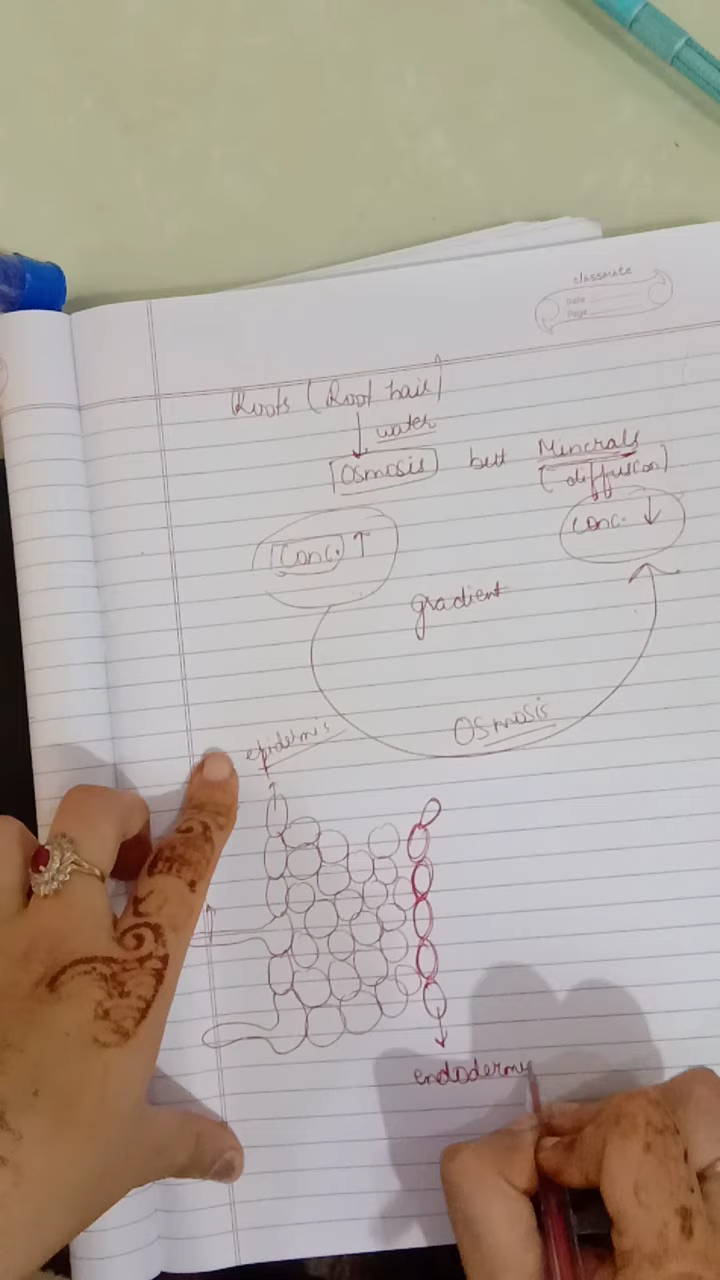 classmate
Date
Page
Roots (Root hair)
water
[Osmosis) but Minerals
(diffusion)
Conc. ↑
Conc. ↓
gradient
Osmosis
epidermis
endodermis